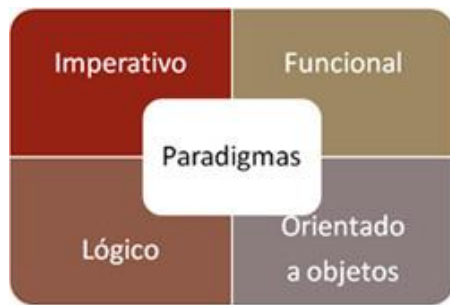 Imperativo
Funcional
Paradigmas
Lógico
Orientado
a objetos